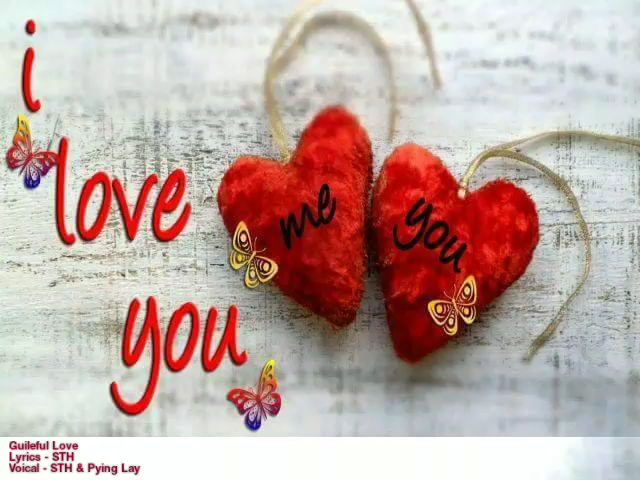 i
love
you
me
you
Guileful Love
Lyrics - STH
Voical - STH & Pying Lay